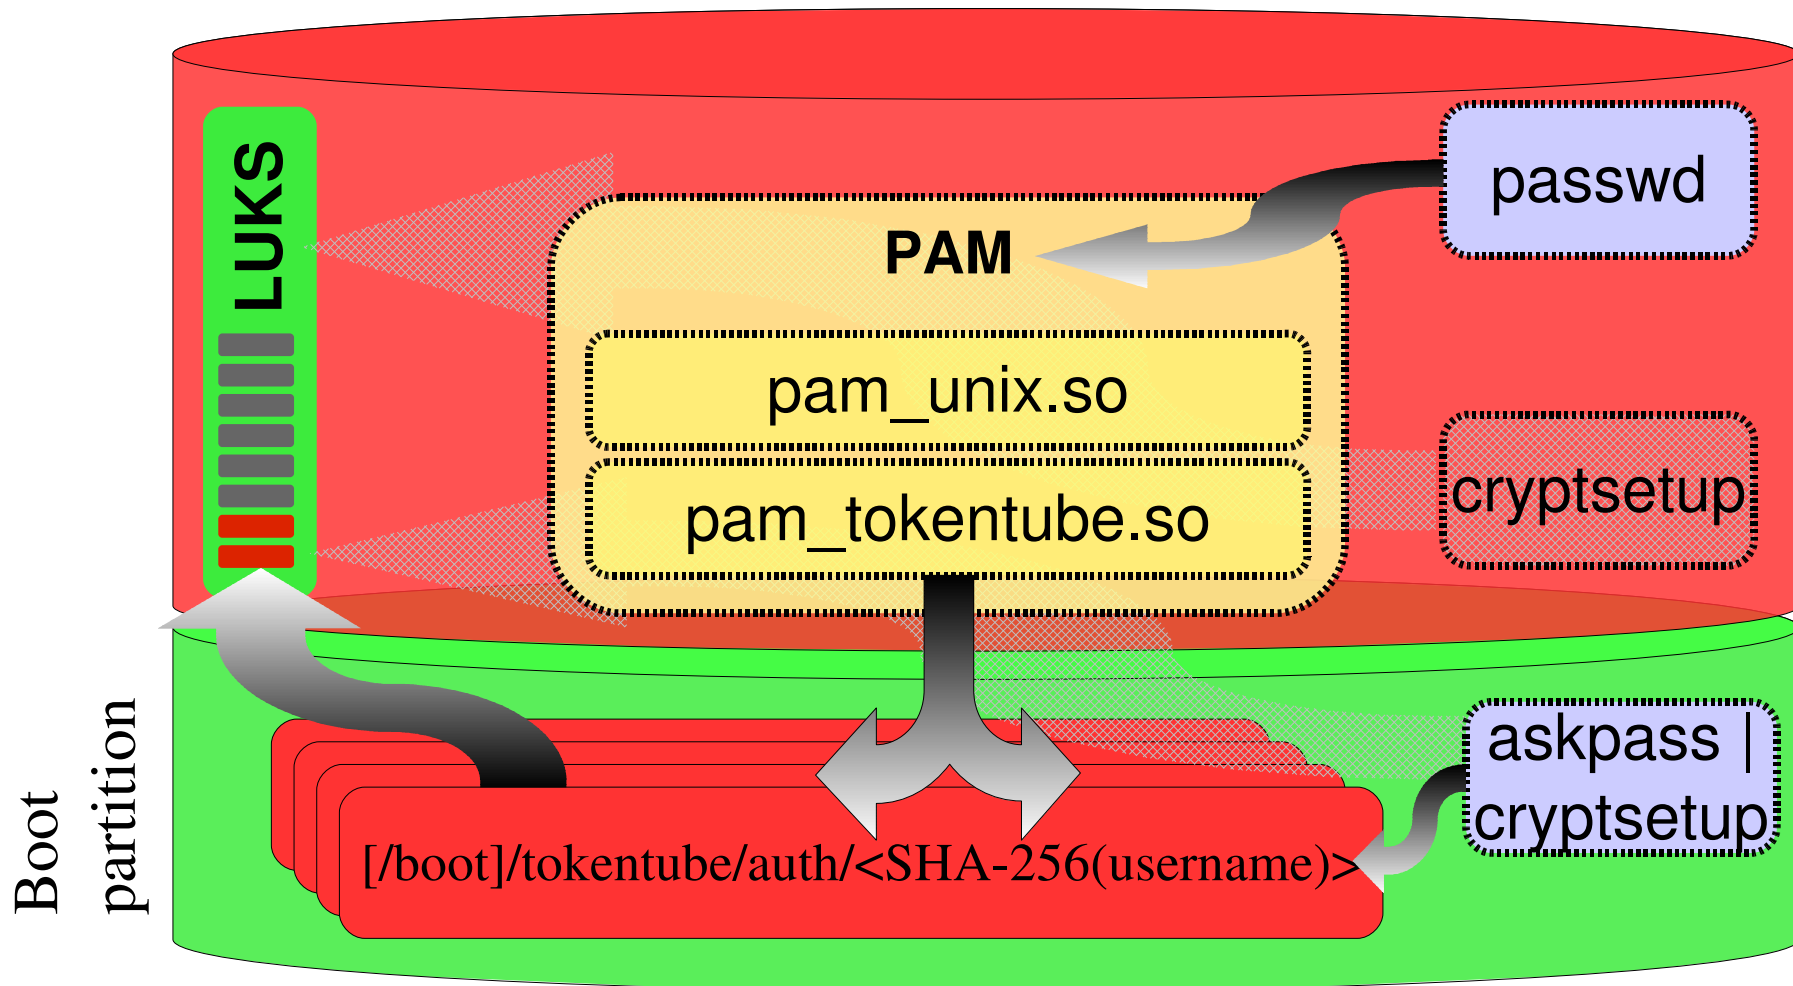 LUKS
passwd
PAM
pam_unix.so
cryptsetup
pam_tokentube.so
Boot
partition
askpass |
cryptsetup
[/boot]/tokentube/auth/<SHA-256(username)>